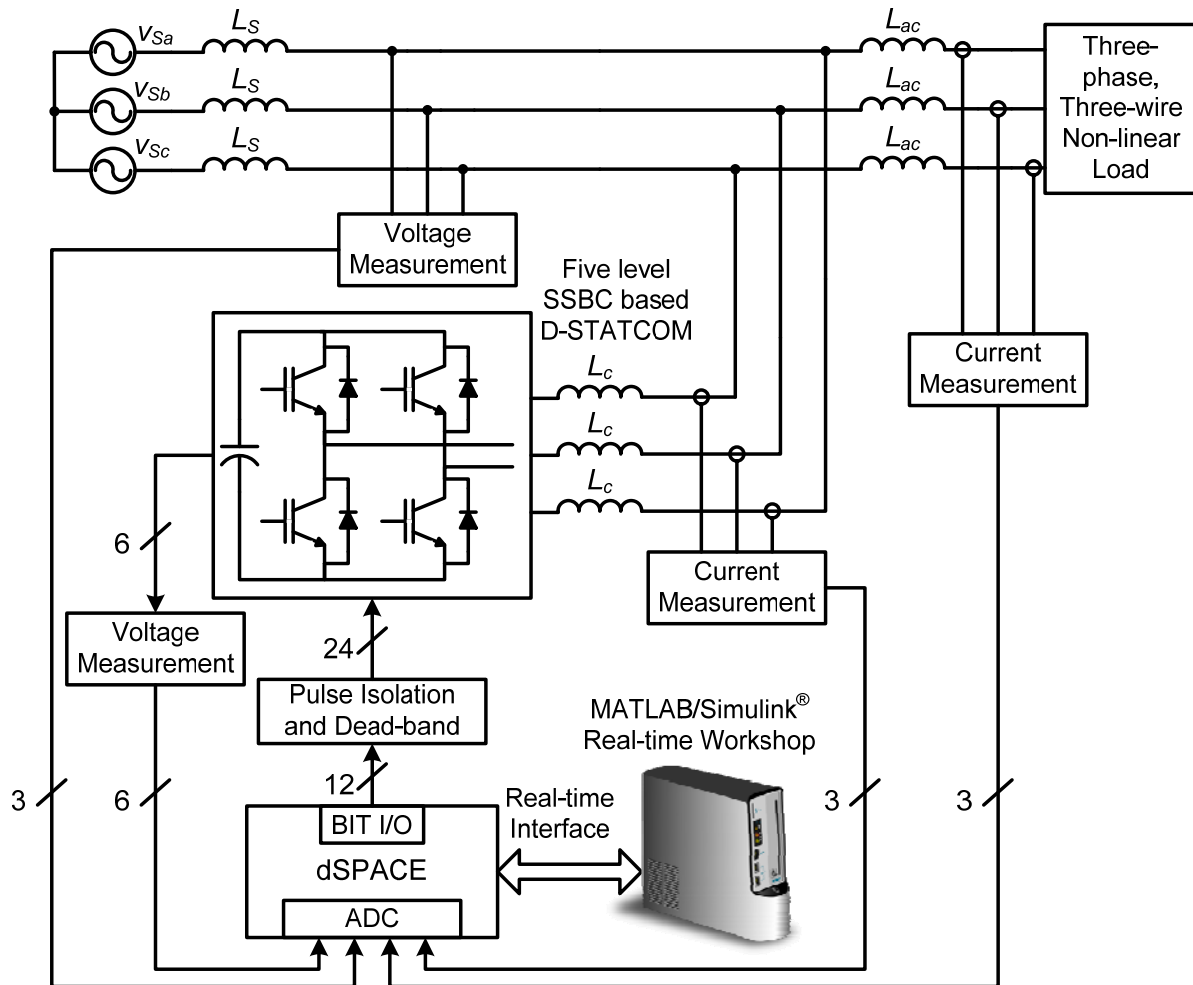 vSa
LS
Lac
Three-
phase,
Three-wire
Non-linear
Load
vSb
LS
Lac
vSc
LS
Lac
Voltage
Measurement
Five level
SSBC based
D-STATCOM
Current
Measurement
Lc
Lc
Lc
6
Current
Measurement
Voltage
Measurement
24
Pulse Isolation
and Dead-band
MATLAB/Simulink®
Real-time Workshop
3
6
12
3
3
Real-time
Interface
BIT I/O
dSPACE
ADC